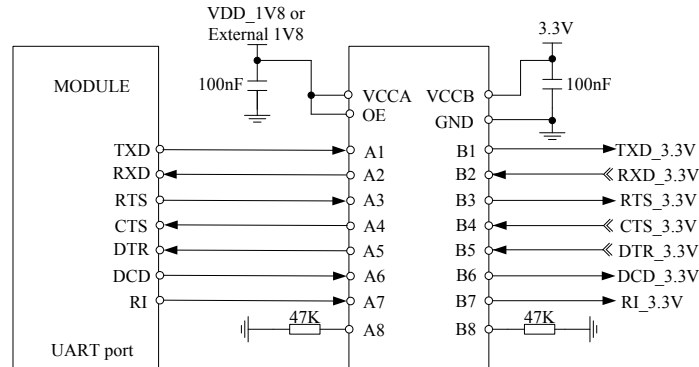 VDD_1V8 or
External 1V8
3.3V
MODULE
100nF
VCCA
VCCB
100nF
OE
GND
TXD
A1
B1
TXD_3.3V
RXD
A2
B2
RXD_3.3V
RTS
A3
B3
RTS_3.3V
CTS
A4
B4
CTS_3.3V
DTR
A5
B5
DTR_3.3V
DCD
A6
B6
DCD_3.3V
RI
A7
B7
RI_3.3V
47K
A8
B8
47K
UART port